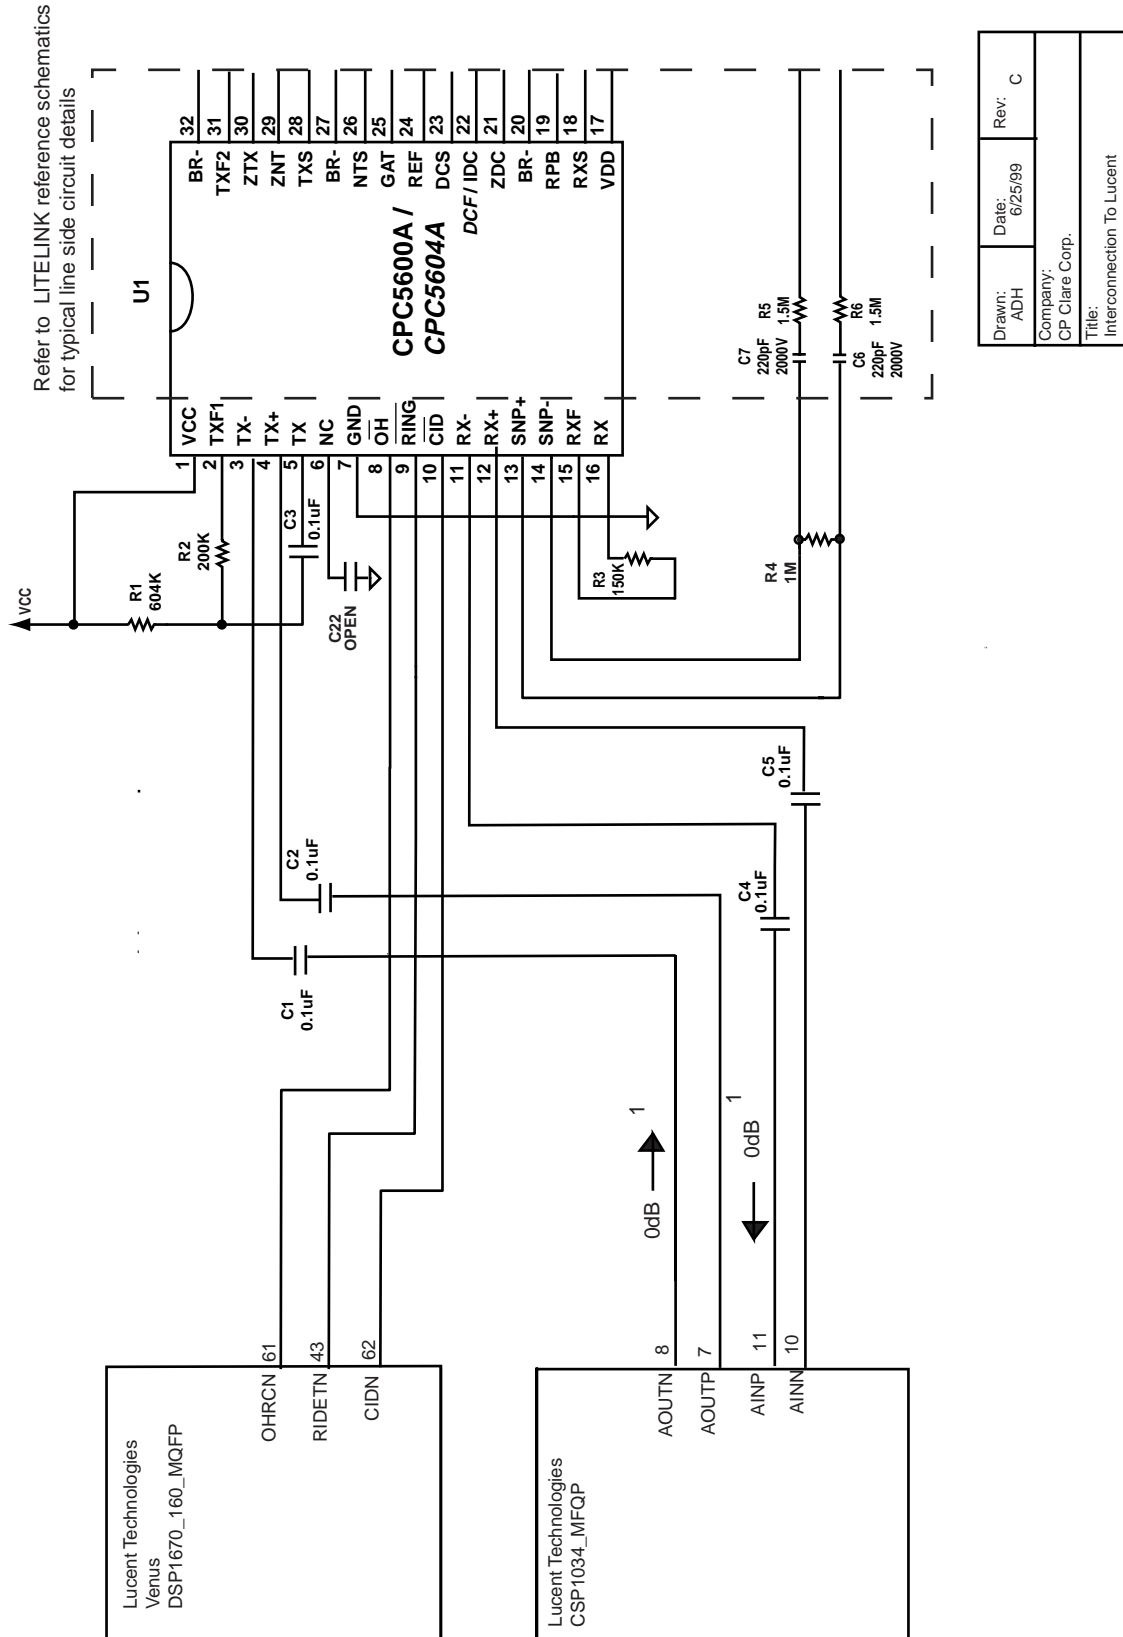 Refer to LITELINK reference schematics
for typical line side circuit details
U1
CPC5600A /
CPC5604A
32
31
30
29
28
27
26
25
24
23
22
21
20
19
18
17
BR-
TXF2
ZTX
ZNT
TXS
BR-
NTS
GAT
REF
DCS
DCF / IDC
ZDC
BR-
RPB
RXS
VDD
VCC
TXF1
TX-
TX+
TX
NC
GND
OH
RING
CID
RX-
RX+
SNP+
SNP-
RXF
RX
1
2
3
4
5
6
7
8
9
10
11
12
13
14
15
16
VCC
R1
604K
R2
200K
C3
0.1uF
C22
OPEN
R3
150K
R4
1M
C7
220pF
2000V
R5
1.5M
C6
220pF
2000V
R6
1.5M
C1
0.1uF
C2
0.1uF
C4
0.1uF
C5
0.1uF
0dB
1
0dB
1
Lucent Technologies
Venus
DSP1670_160_MQFP
OHRCN
61
RIDETN
43
CIDN
62
Lucent Technologies
CSP1034_MFQP
AOUTN
8
AOUTP
7
AINP
11
AINN
10
Drawn:
ADH
Date:
6/25/99
Rev:
C
Company:
CP Clare Corp.
Title:
Interconnection To Lucent